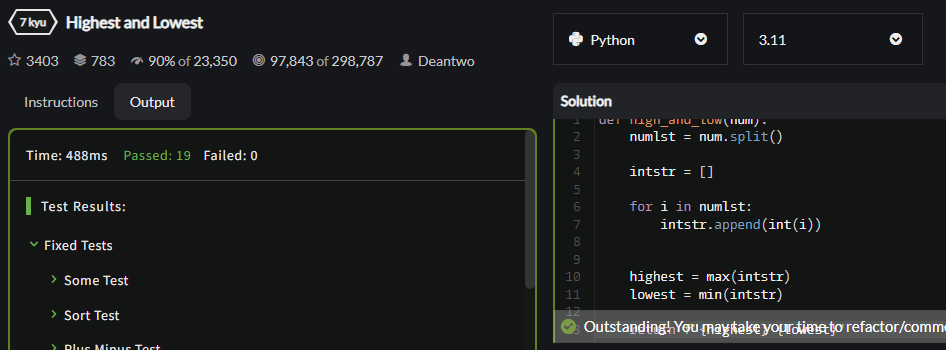 7 kyu Highest and Lowest
3403 783 90% of 23,350 97,843 of 298,787 Deantwo
Python 3.11
Instructions Output
Solution
Time: 488ms Passed: 19 Failed: 0
Test Results:
Fixed Tests
Some Test
Sort Test
Plus Minus Test
1 def high_and_low(num):
2 numlst = num.split()
3
4 intstr = []
5
6 for i in numlst:
7 intstr.append(int(i))
8
9
10 highest = max(intstr)
11 lowest = min(intstr)
12
13 return f'{highest} {lowest}'
Outstanding! You may take your time to refactor/comme